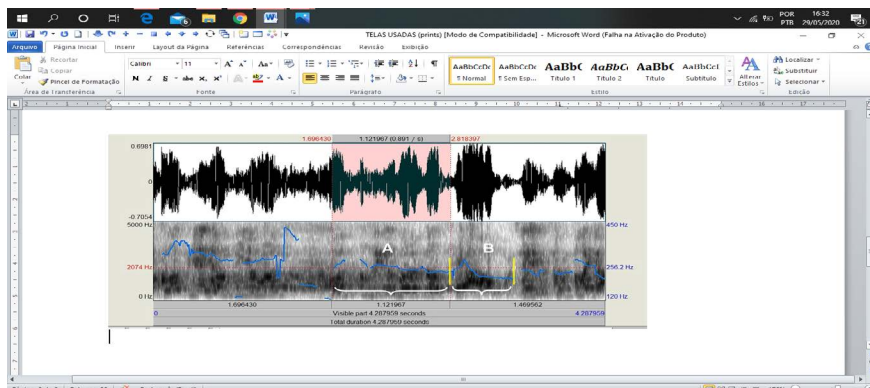 POR 16:32
PTB 29/05/2020
TELAS USADAS (prints) [Modo de Compatibilidade] - Microsoft Word (Falha na Ativação do Produto)
Arquivo Página Inicial Inserir Layout da Página Referências Correspondências Revisão Exibição
Colar
Recortar
Copiar
Pincel de Formatação
Área de Transferência
Calibri 11
N I S abc
Fonte
Parágrafo
AaBbCcDc AaBbCcDc AaBbC AaBbCc AaBbC AaBbCcI
¶ Normal ¶ Sem Esp... Título 1 Título 2 Título Subtítulo
Alterar Estilos
Estilo
Localizar
Substituir
Selecionar
Edição
1.696430 1.121967 (0.891 / s) 2.818397
0.6981
0
-0.7054
5000 Hz 450 Hz
A B
2074 Hz 256.2 Hz
0 Hz 120 Hz
1.696430 1.121967 1.469562
0 Visible part 4.287959 seconds 4.287959
Total duration 4.287959 seconds